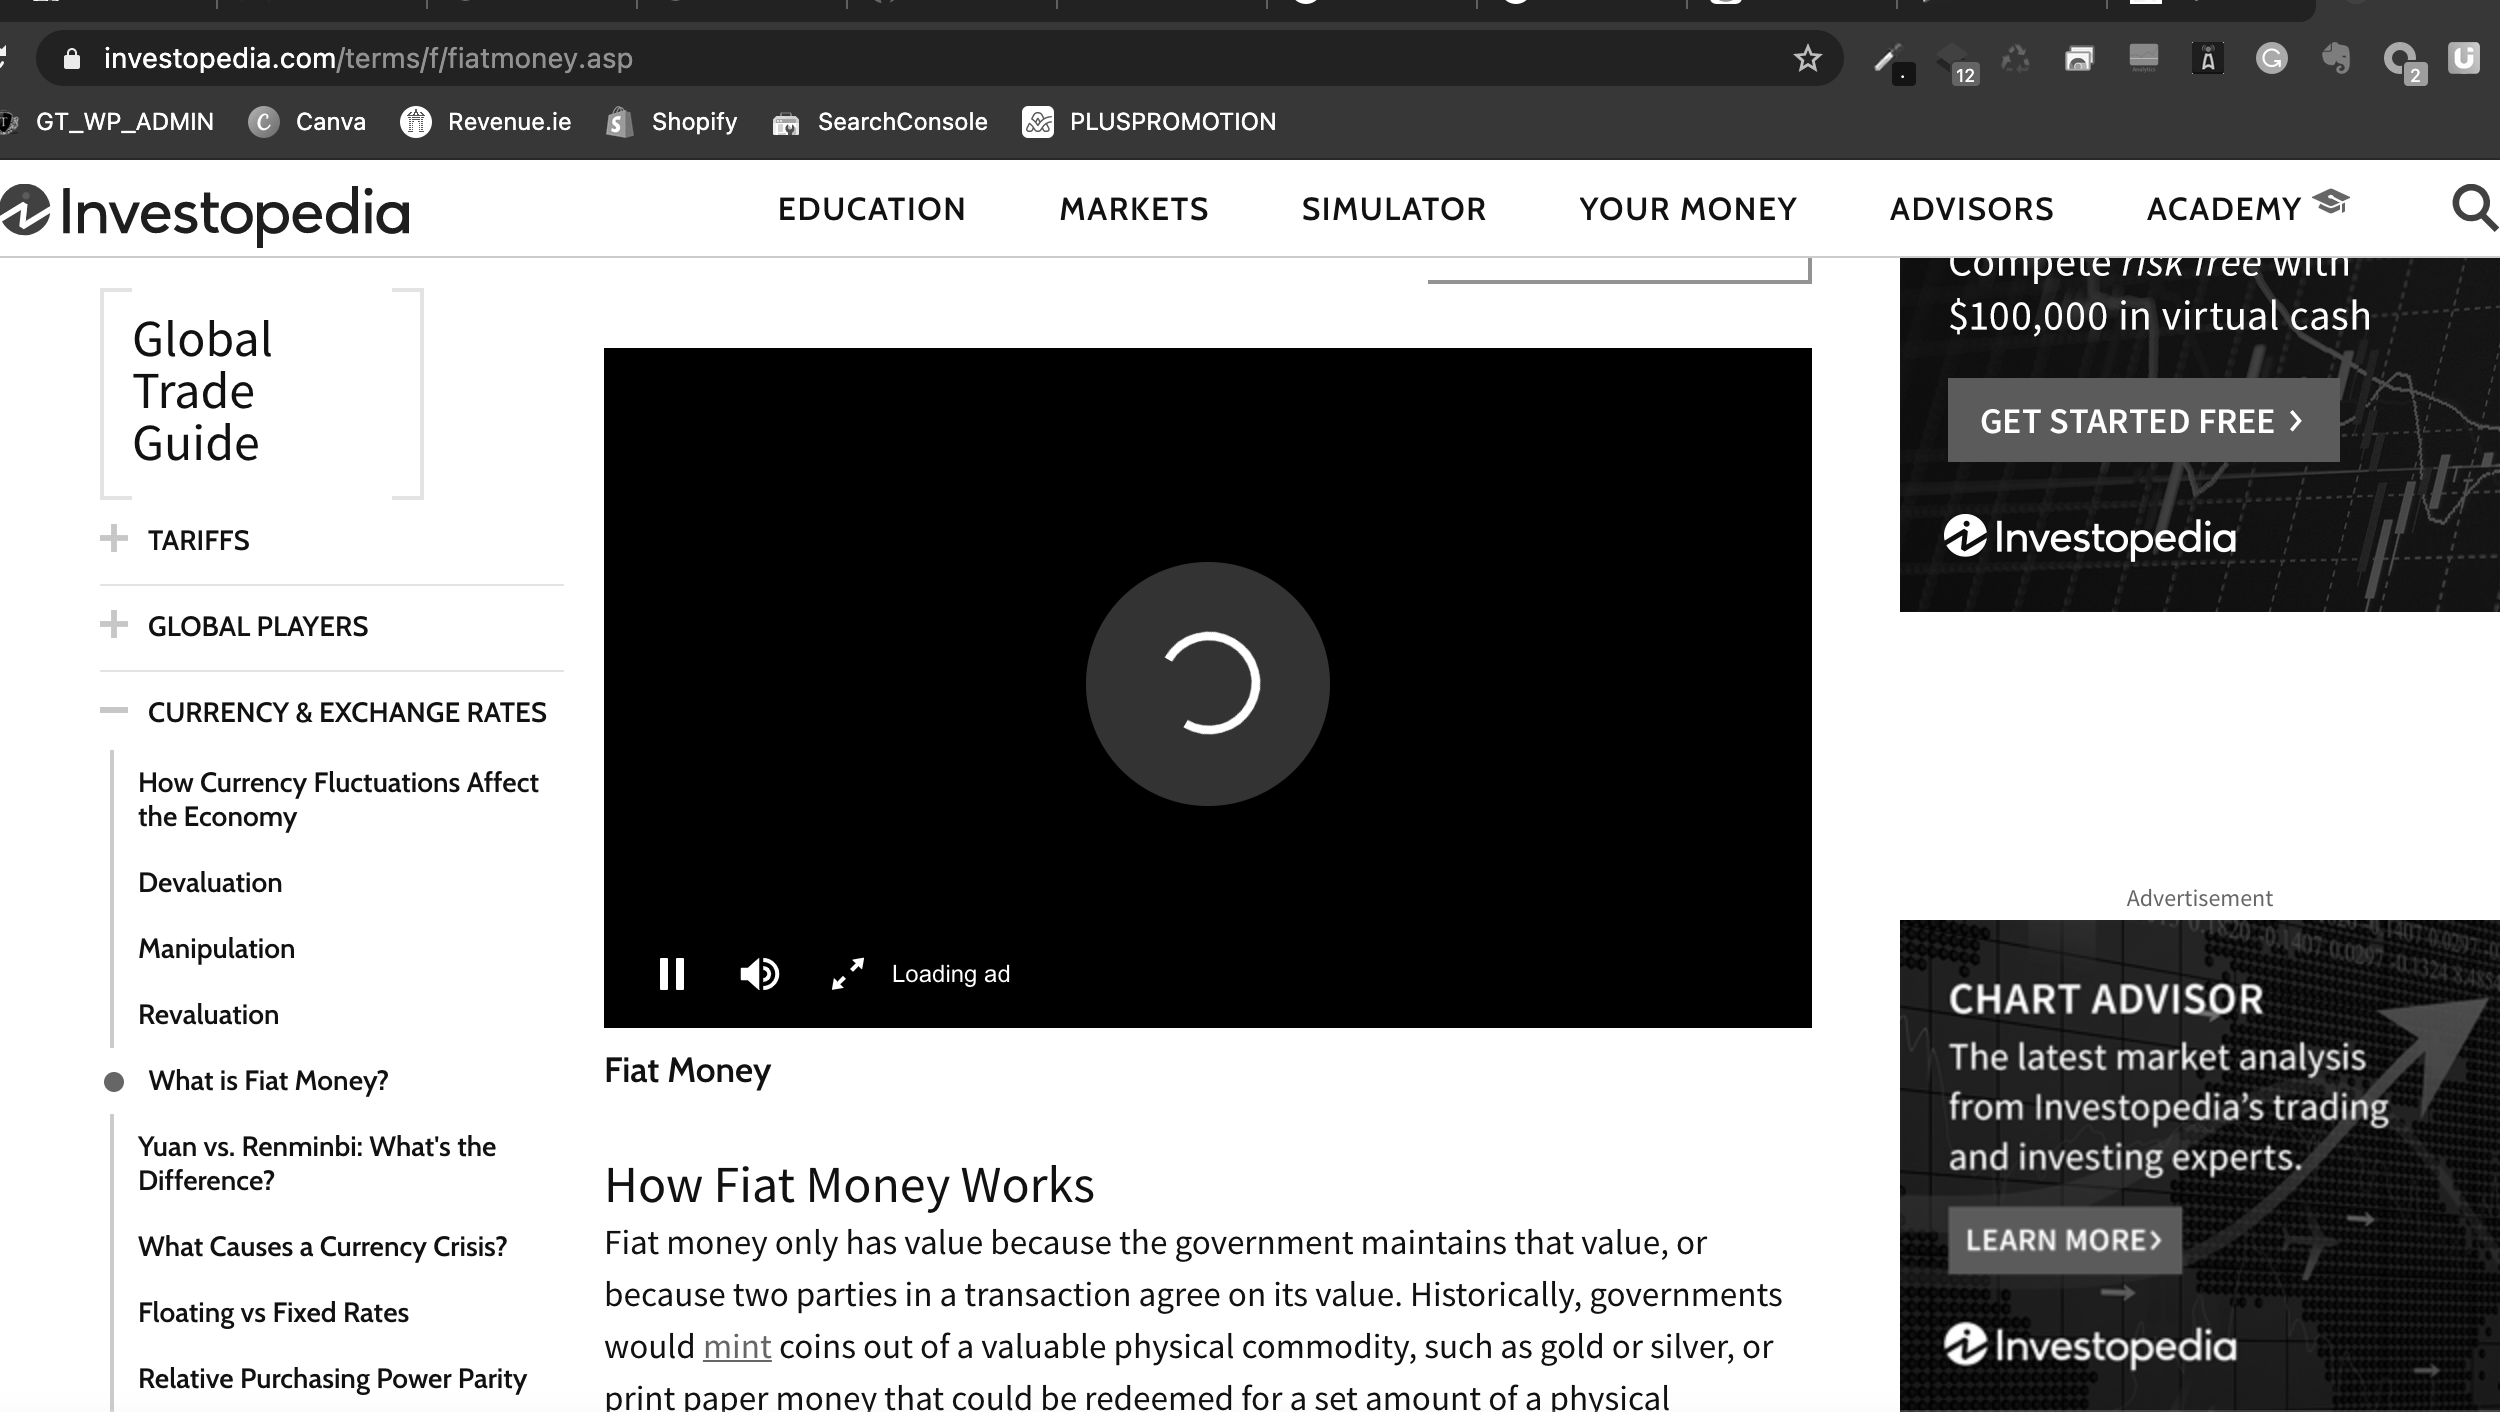 investopedia.com/terms/f/fiatmoney.asp
12
2
GT_WP_ADMIN Canva Revenue.ie Shopify SearchConsole PLUSPROMOTION
Investopedia
EDUCATION MARKETS SIMULATOR YOUR MONEY ADVISORS ACADEMY
Global
Trade
Guide
TARIFFS
GLOBAL PLAYERS
CURRENCY & EXCHANGE RATES
How Currency Fluctuations Affect
the Economy
Devaluation
Manipulation
Revaluation
What is Fiat Money?
Yuan vs. Renminbi: What's the
Difference?
What Causes a Currency Crisis?
Floating vs Fixed Rates
Relative Purchasing Power Parity
Loading ad
Fiat Money
How Fiat Money Works
Fiat money only has value because the government maintains that value, or
because two parties in a transaction agree on its value. Historically, governments
would mint coins out of a valuable physical commodity, such as gold or silver, or
print paper money that could be redeemed for a set amount of a physical
Compete risk free with
$100,000 in virtual cash
GET STARTED FREE >
Investopedia
Advertisement
CHART ADVISOR
The latest market analysis
from Investopedia’s trading
and investing experts.
LEARN MORE>
Investopedia